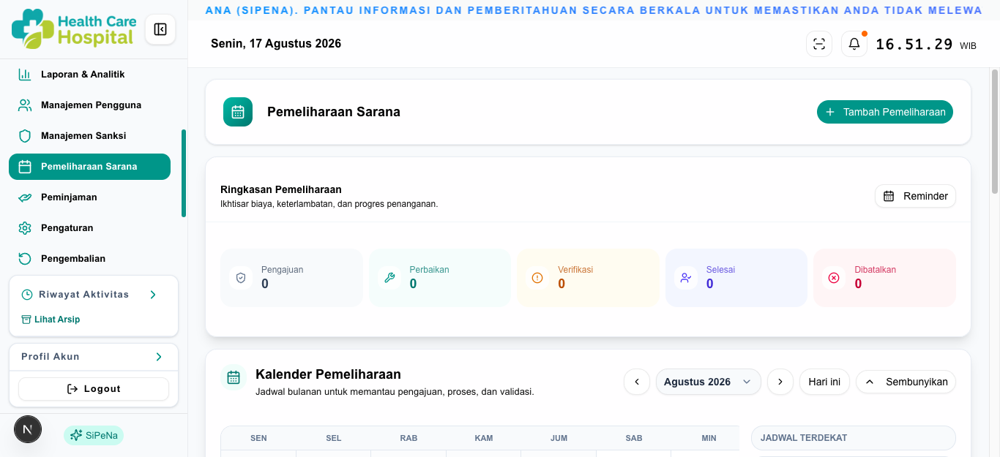 ANA (SIPENA). PANTAU INFORMASI DAN PEMBERITAHUAN SECARA BERKALA UNTUK MEMASTIKAN ANDA TIDAK MELEWA
Health Care
Hospital
Senin, 17 Agustus 2026
16.51.29 WIB
Laporan & Analitik
Manajemen Pengguna
Manajemen Sanksi
Pemeliharaan Sarana
Peminjaman
Pengaturan
Pengembalian
Riwayat Aktivitas
Lihat Arsip
Profil Akun
Logout
N
SiPeNa
Pemeliharaan Sarana
+ Tambah Pemeliharaan
Ringkasan Pemeliharaan
Ikhtisar biaya, keterlambatan, dan progres penanganan.
Reminder
Pengajuan
0
Perbaikan
0
Verifikasi
0
Selesai
0
Dibatalkan
0
Kalender Pemeliharaan
Jadwal bulanan untuk memantau pengajuan, proses, dan validasi.
Agustus 2026
Hari ini
Sembunyikan
SEN SEL RAB KAM JUM SAB MIN
JADWAL TERDEKAT